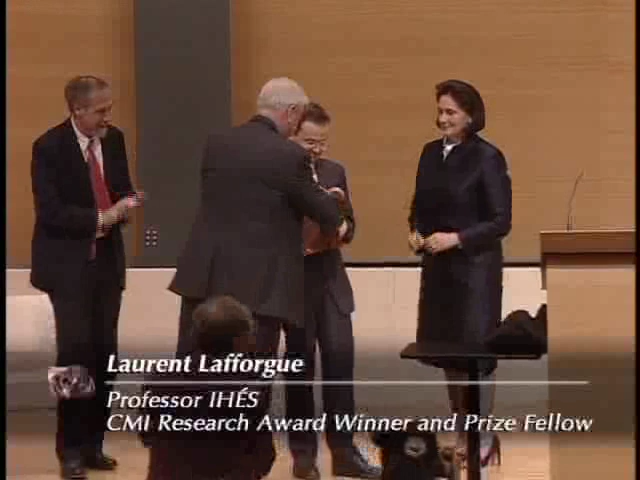 Laurent Lafforgue
Professor IHÉS
CMI Research Award Winner and Prize Fellow